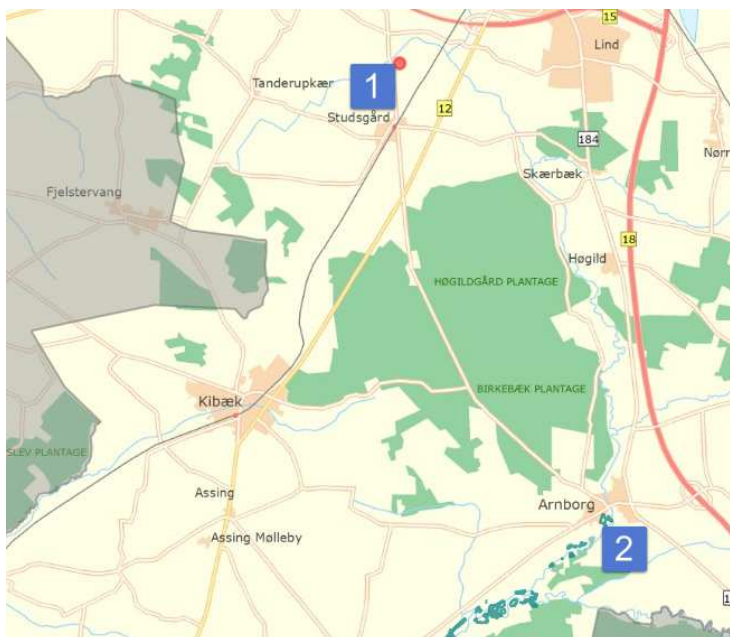 15
Lind
Tanderupkær
1
12
Studsgård
184
Nørr
Skærbæk
Fjelstervang
18
Høgild
HØGILDGÅRD PLANTAGE
BIRKEBÆK PLANTAGE
Kibæk
SLEV PLANTAGE
Assing
Arnborg
Assing Mølleby
2
1